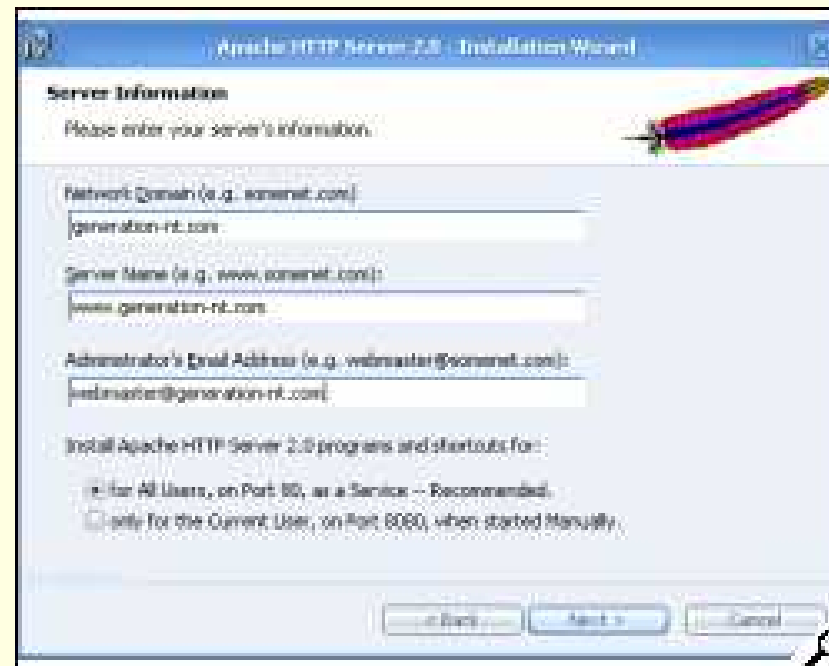 Apache HTTP Server 2.0 - Installation Wizard
Server Information
Please enter your server's information.
Network Domain (e.g. somenet.com)
generation-nt.com
Server Name (e.g. www.somenet.com):
www.generation-nt.com
Administrator's Email Address (e.g. webmaster@somenet.com):
webmaster@generation-nt.com
Install Apache HTTP Server 2.0 programs and shortcuts for:
for All Users, on Port 80, as a Service -- Recommended.
only for the Current User, on Port 8080, when started Manually.
< Back
Next >
Cancel